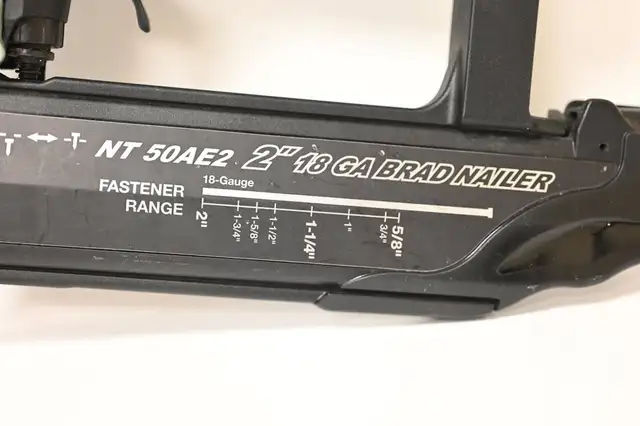 NT 50AE2 2" 18 GA BRAD NAILER
18-Gauge
FASTENER RANGE
2" 1-3/4" 1-5/8" 1-1/2" 1-1/4" 1" 3/4" 5/8"